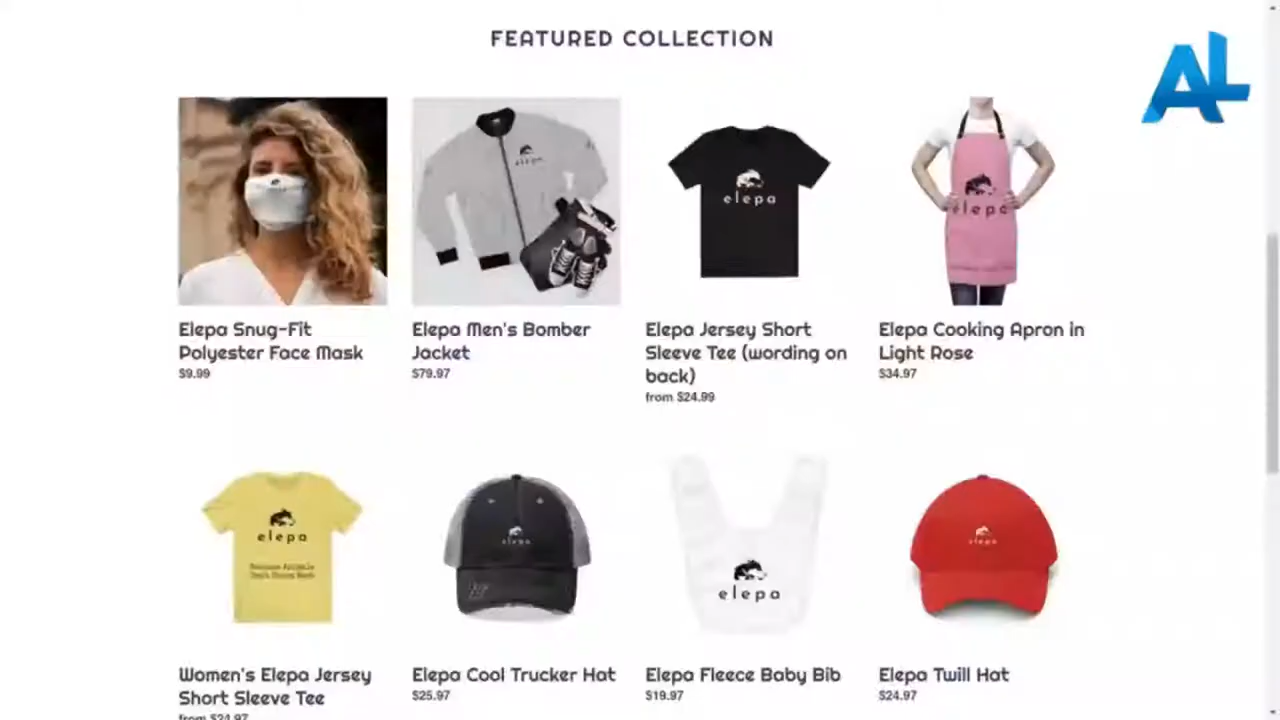 FEATURED COLLECTION
AL
elepa
elepa
elepa
Elepa Snug-Fit
Polyester Face Mask
$9.99
Elepa Men's Bomber
Jacket
$79.97
Elepa Jersey Short
Sleeve Tee (wording on
back)
from $24.99
Elepa Cooking Apron in
Light Rose
$34.97
elepa
elepa
elepa
elepa
Women's Elepa Jersey
Short Sleeve Tee
from $24.97
Elepa Cool Trucker Hat
$25.97
Elepa Fleece Baby Bib
$19.97
Elepa Twill Hat
$24.97